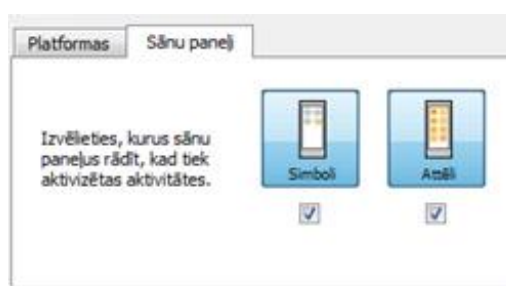 Platformas
Sānu paneļi
Izvēlieties, kurus sānu
paneļus rādīt, kad tiek
aktivizētas aktivitātes.
Simboli
Attēli